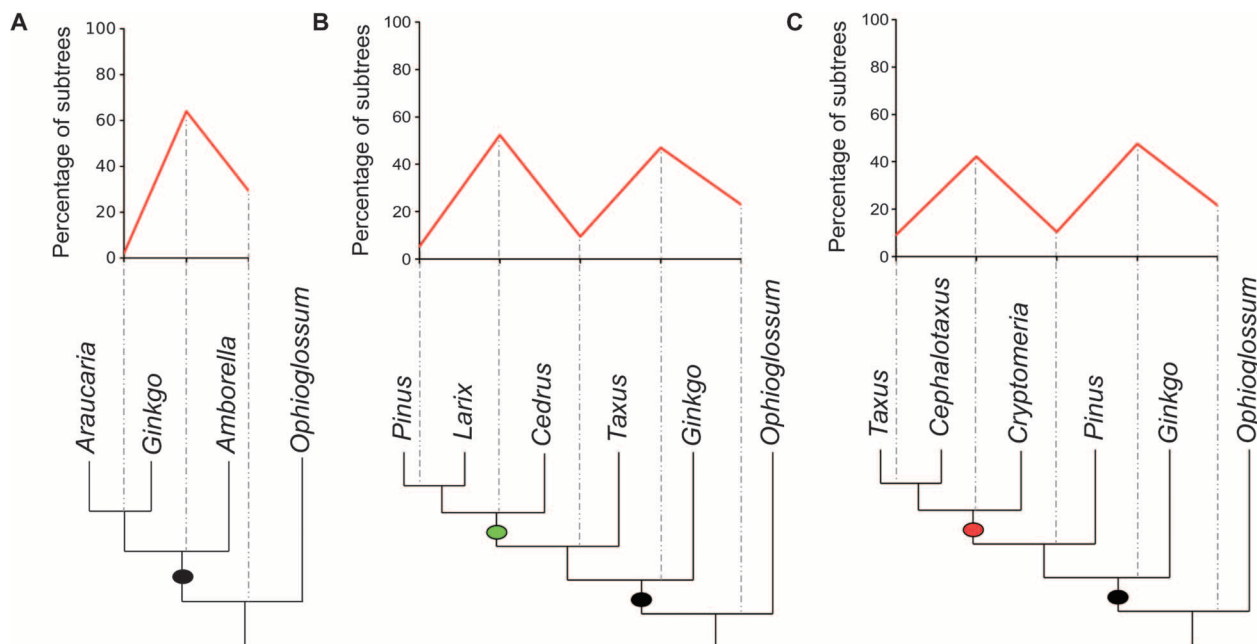 A
Percentage of subtrees
100
80
60
40
20
0
Araucaria
Ginkgo
Amborella
Ophioglossum
B
Percentage of subtrees
100
80
60
40
20
0
Pinus
Larix
Cedrus
Taxus
Ginkgo
Ophioglossum
C
Percentage of subtrees
100
80
60
40
20
0
Taxus
Cephalotaxus
Cryptomeria
Pinus
Ginkgo
Ophioglossum